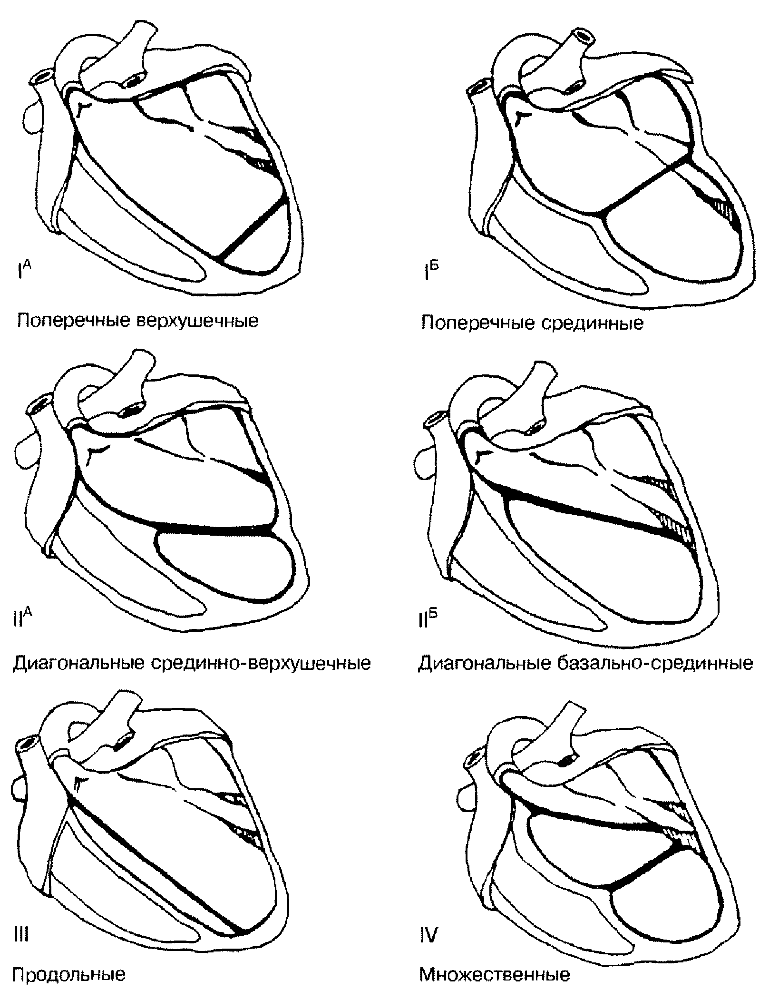 I^А
I^Б
Поперечные верхушечные
Поперечные срединные
II^А
II^Б
Диагональные срединно-верхушечные
Диагональные базально-срединные
III
IV
Продольные
Множественные